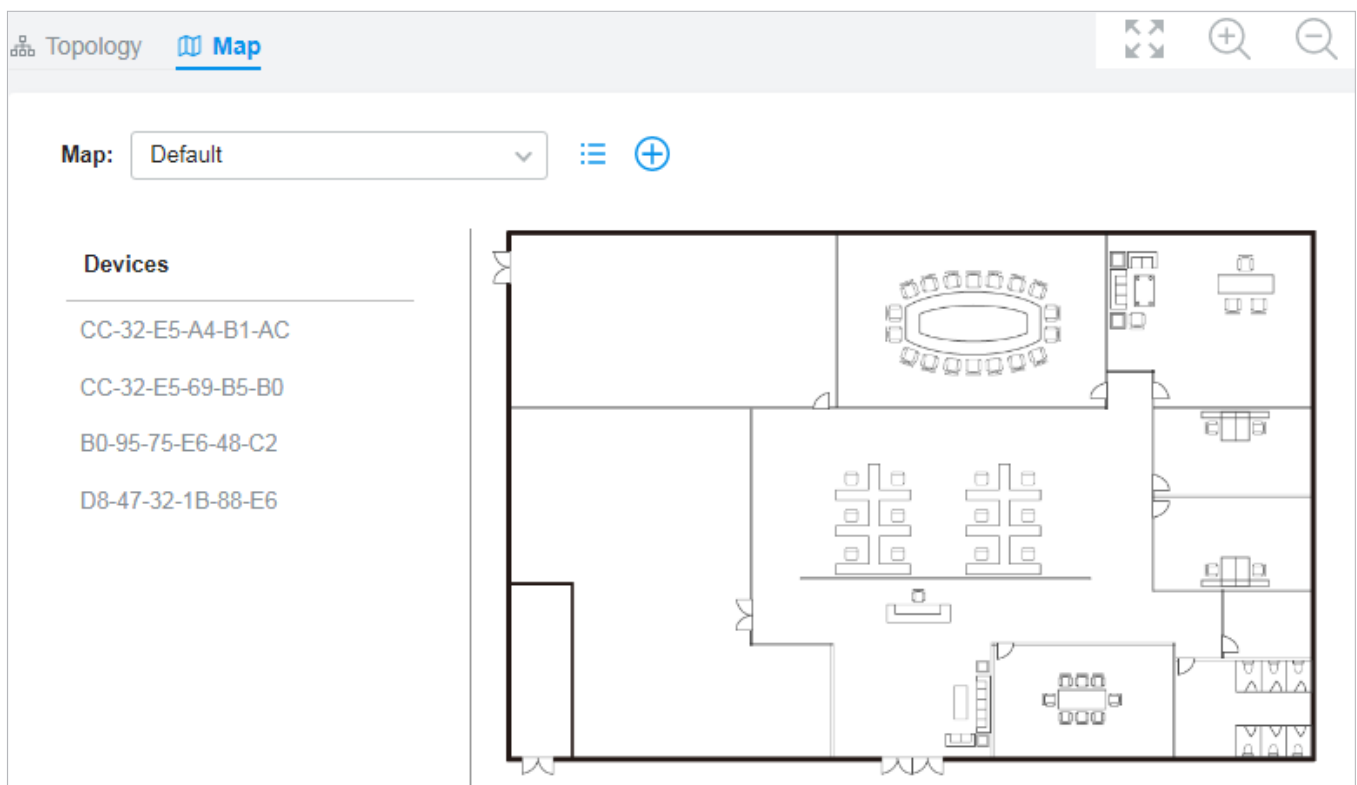 Topology Map
Map: Default
Devices
CC-32-E5-A4-B1-AC
CC-32-E5-69-B5-B0
B0-95-75-E6-48-C2
D8-47-32-1B-88-E6